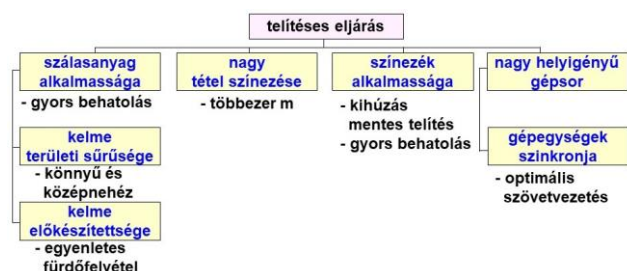 telítéses eljárás
szálasanyag
alkalmassága
- gyors behatolás
kelme
területi sűrűsége
- könnyű és
középnehéz
kelme
előkészítettsége
- egyenletes
fürdőfelvétel
nagy
tétel színezése
- többezer m
színezék
alkalmassága
- kihúzás
mentes telítés
- gyors behatolás
nagy helyigényű
gépsor
gépegységek
szinkronja
- optimális
szövetvezetés